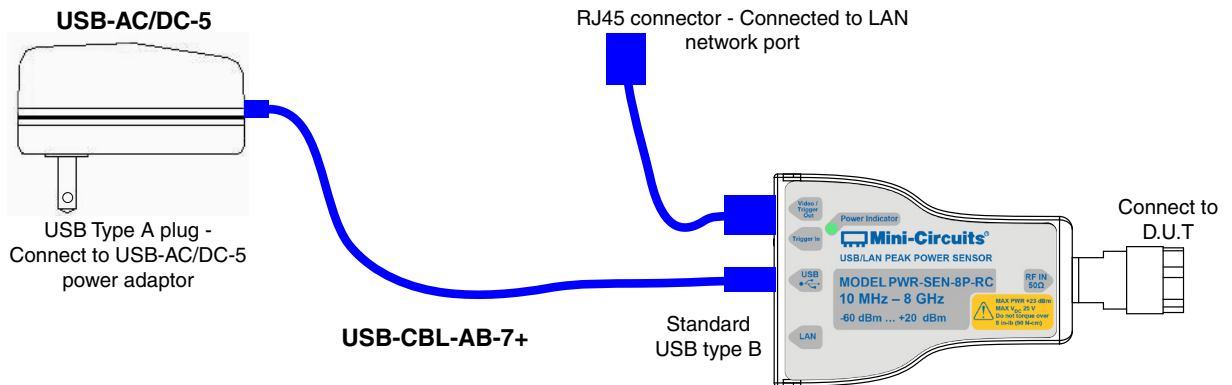 USB-AC/DC-5
USB Type A plug -
Connect to USB-AC/DC-5
power adaptor
USB-CBL-AB-7+
RJ45 connector - Connected to LAN
network port
Standard
USB type B
Video /
Trigger
Out
Power Indicator
Trigger In
Mini-Circuits®
USB/LAN PEAK POWER SENSOR
USB
MODEL PWR-SEN-8P-RC
10 MHz – 8 GHz
-60 dBm ... +20 dBm
RF IN
50Ω
MAX PWR +23 dBm
MAX VDC 25 V
Do not torque over
8 in-lb (90 N-cm)
LAN
Connect to
D.U.T